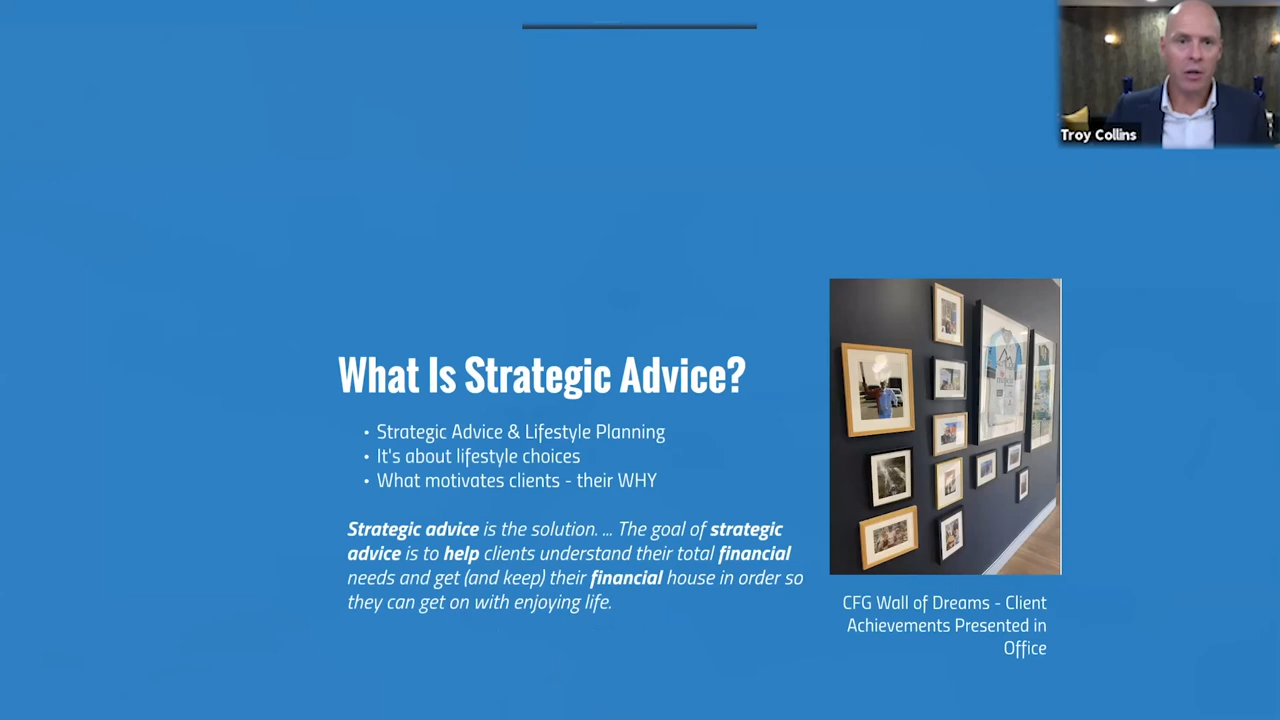 Troy Collins
What Is Strategic Advice?
• Strategic Advice & Lifestyle Planning
• It's about lifestyle choices
• What motivates clients - their WHY
Strategic advice is the solution. ... The goal of strategic
advice is to help clients understand their total financial
needs and get (and keep) their financial house in order so
they can get on with enjoying life.
CFG Wall of Dreams - Client
Achievements Presented in
Office